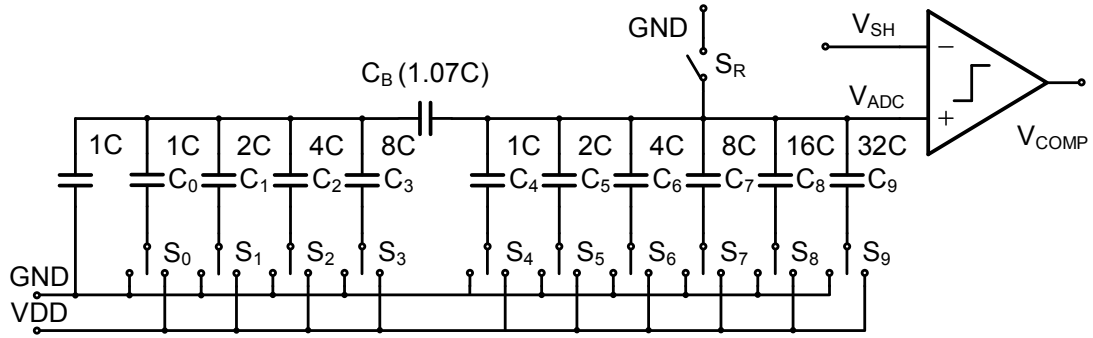 GND
V_SH
S_R
C_B (1.07C)
V_ADC
− +
V_COMP
1C 1C 2C 4C 8C 1C 2C 4C 8C 16C 32C
C_0 C_1 C_2 C_3 C_4 C_5 C_6 C_7 C_8 C_9
S_0 S_1 S_2 S_3 S_4 S_5 S_6 S_7 S_8 S_9
GND
VDD